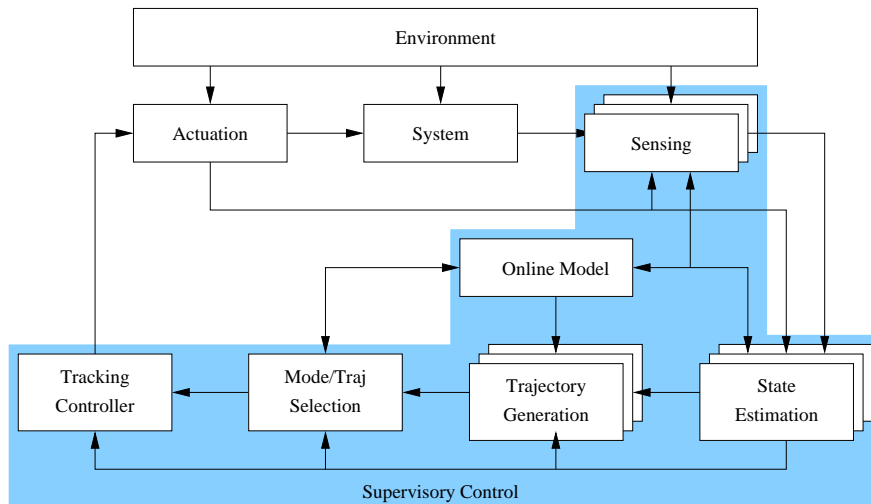 Environment
Actuation
System
Sensing
Online Model
Tracking
Controller
Mode/Traj
Selection
Trajectory
Generation
State
Estimation
Supervisory Control